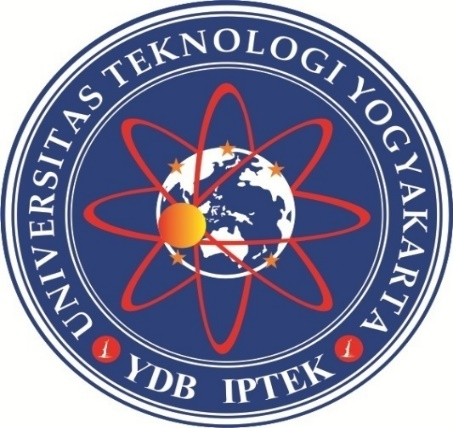 UNIVERSITAS TEKNOLOGI YOGYAKARTA
YDB IPTEK